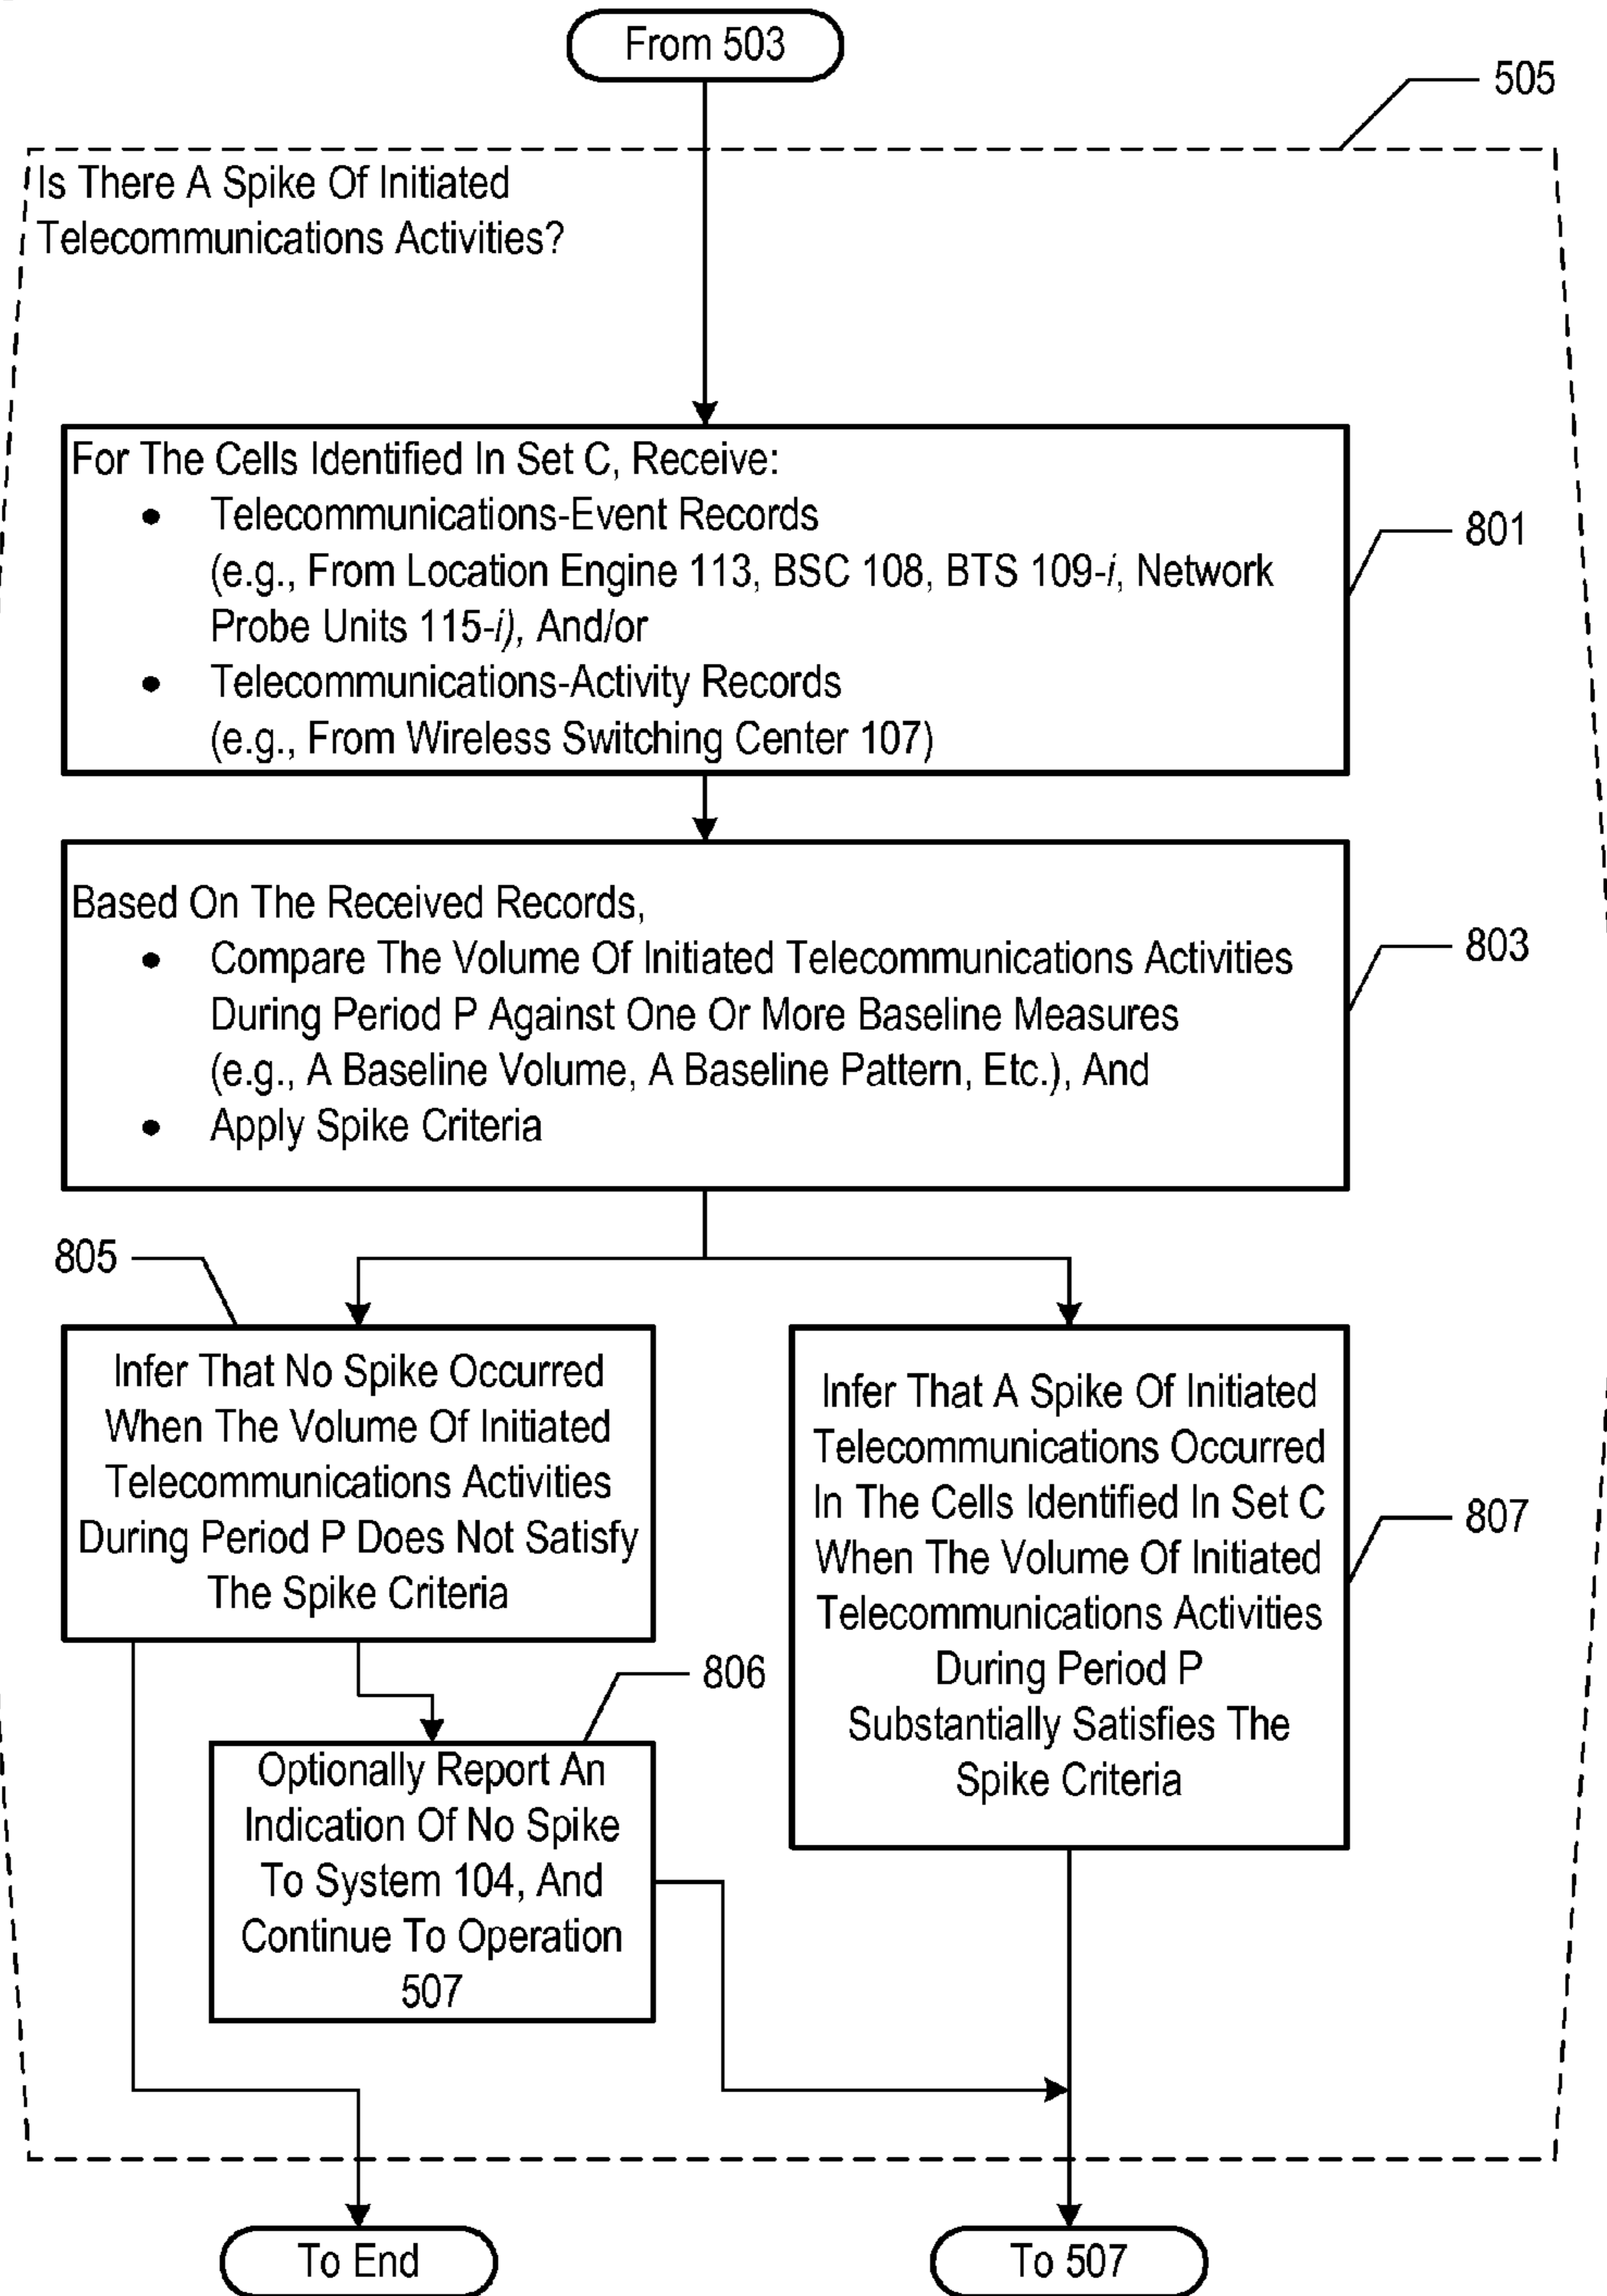 From 503
505
Is There A Spike Of Initiated
Telecommunications Activities?
For The Cells Identified In Set C, Receive:
• Telecommunications-Event Records
(e.g., From Location Engine 113, BSC 108, BTS 109-i, Network
Probe Units 115-i), And/or
• Telecommunications-Activity Records
(e.g., From Wireless Switching Center 107)
801
Based On The Received Records,
• Compare The Volume Of Initiated Telecommunications Activities
During Period P Against One Or More Baseline Measures
(e.g., A Baseline Volume, A Baseline Pattern, Etc.), And
• Apply Spike Criteria
803
805
Infer That No Spike Occurred
When The Volume Of Initiated
Telecommunications Activities
During Period P Does Not Satisfy
The Spike Criteria
Infer That A Spike Of Initiated
Telecommunications Occurred
In The Cells Identified In Set C
When The Volume Of Initiated
Telecommunications Activities
During Period P
Substantially Satisfies The
Spike Criteria
807
806
Optionally Report An
Indication Of No Spike
To System 104, And
Continue To Operation
507
To End
To 507